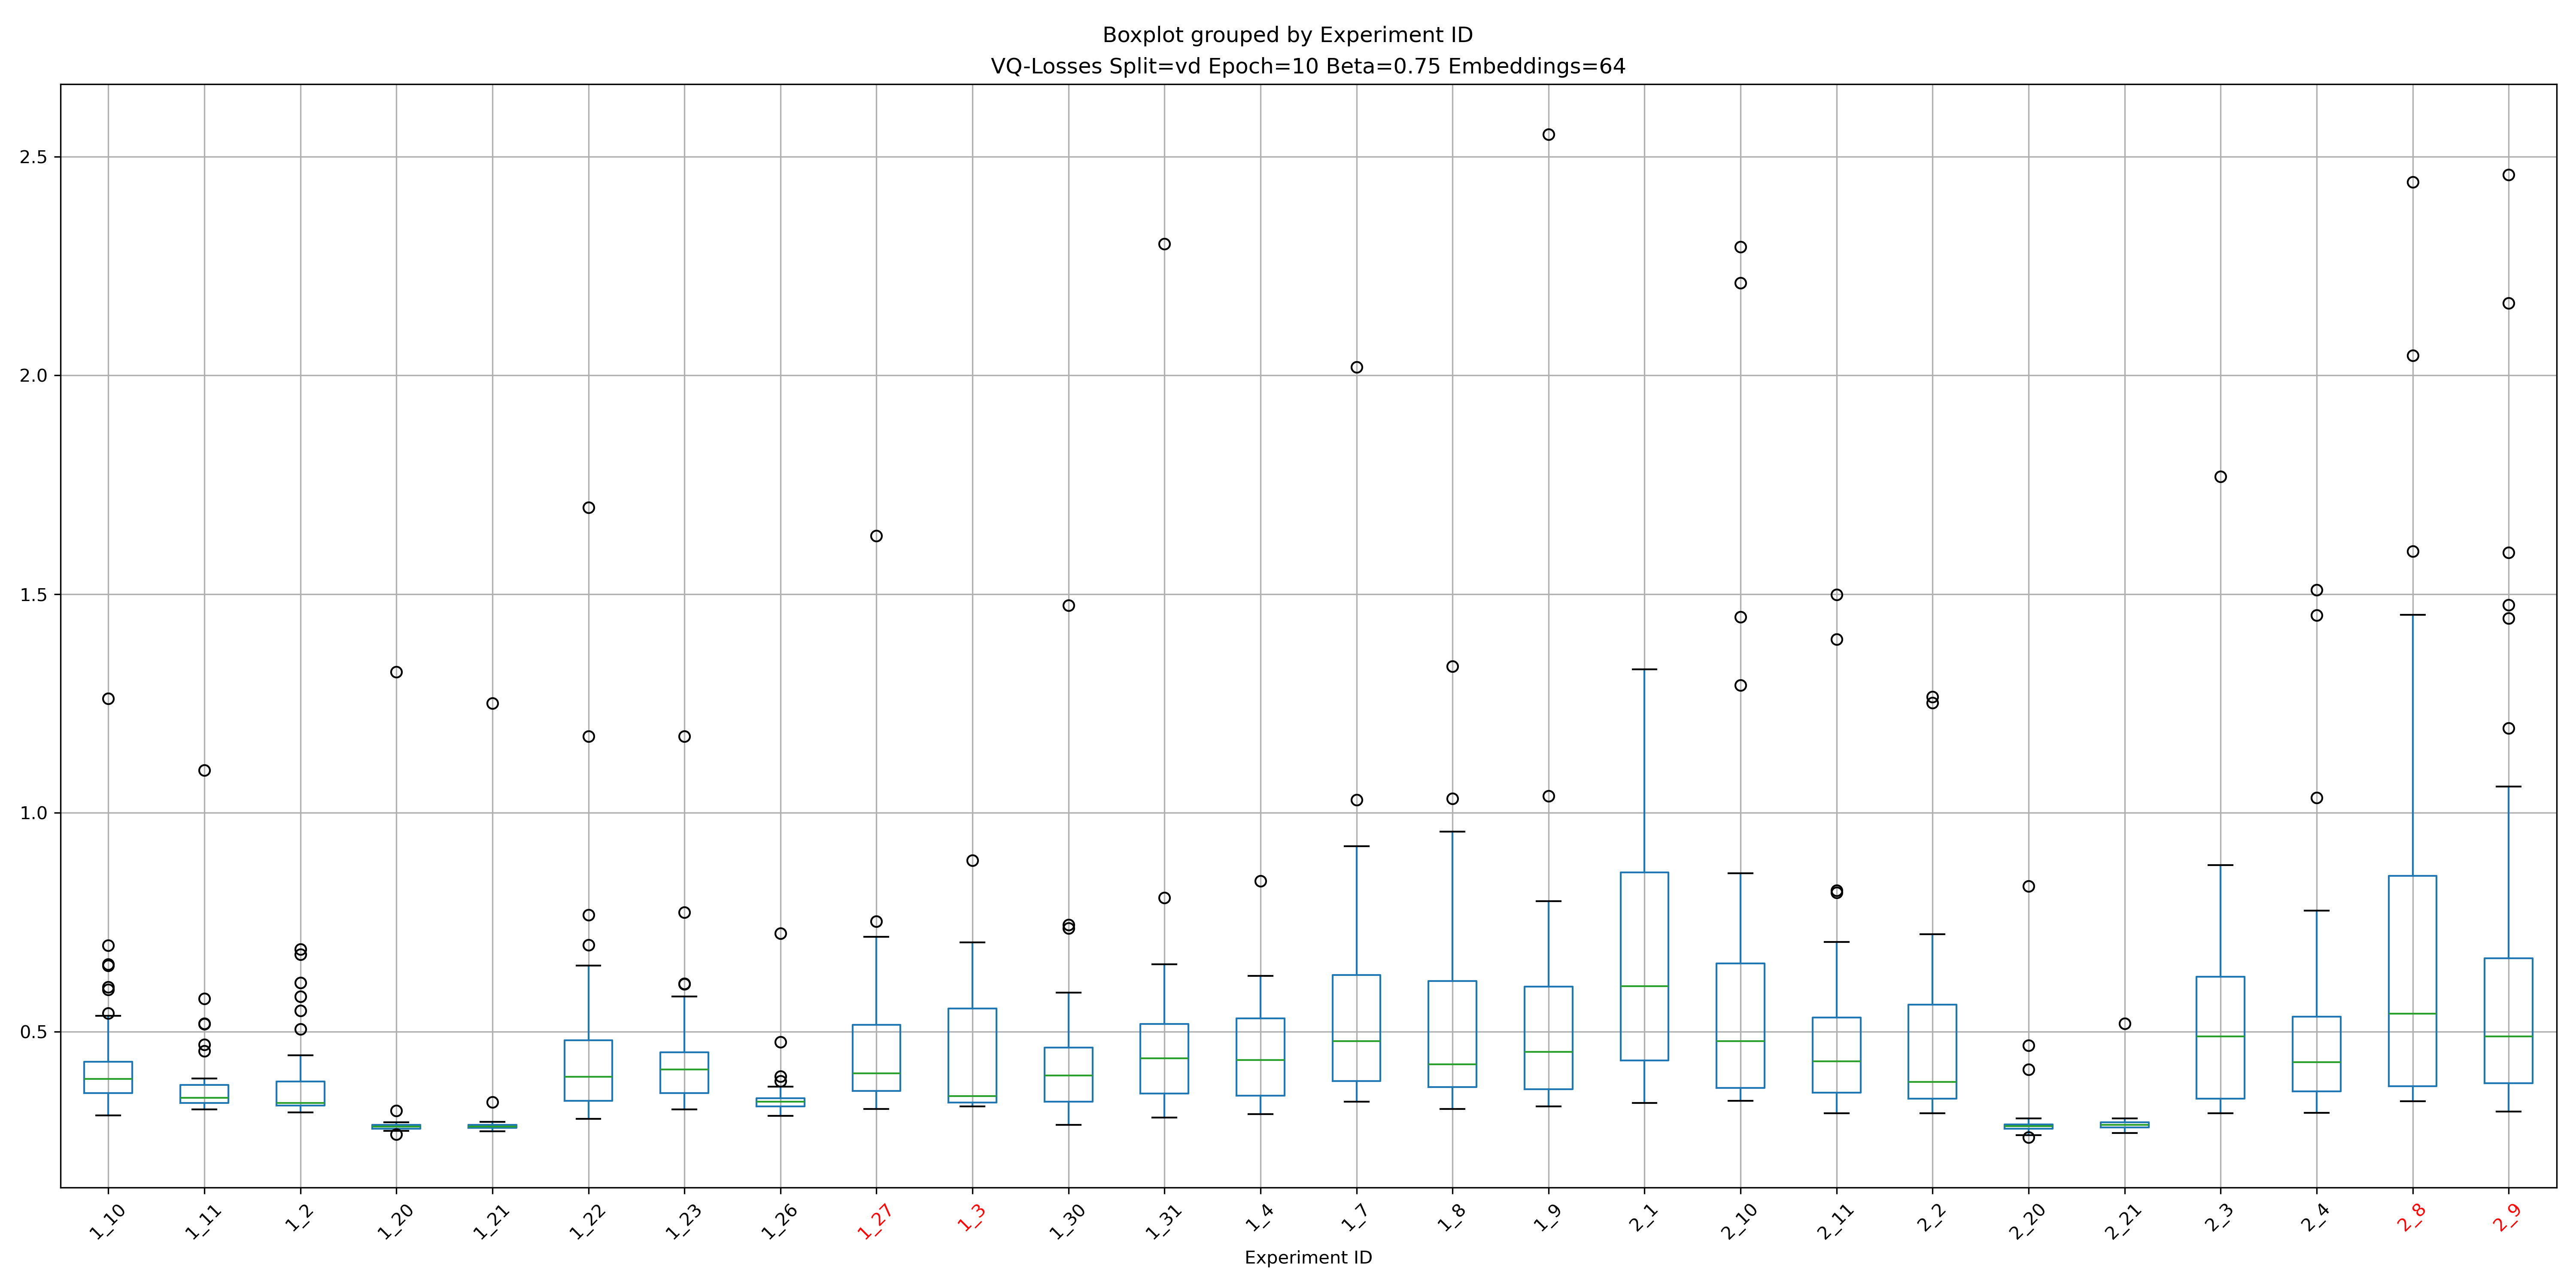 Boxplot grouped by Experiment ID
VQ-Losses Split=vd Epoch=10 Beta=0.75 Embeddings=64
2.5
2.0
1.5
1.0
0.5
1_10 1_11 1_2 1_20 1_21 1_22 1_23 1_26 1_27 1_3 1_30 1_31 1_4 1_7 1_8 1_9 2_1 2_10 2_11 2_2 2_20 2_21 2_3 2_4 2_8 2_9
Experiment ID